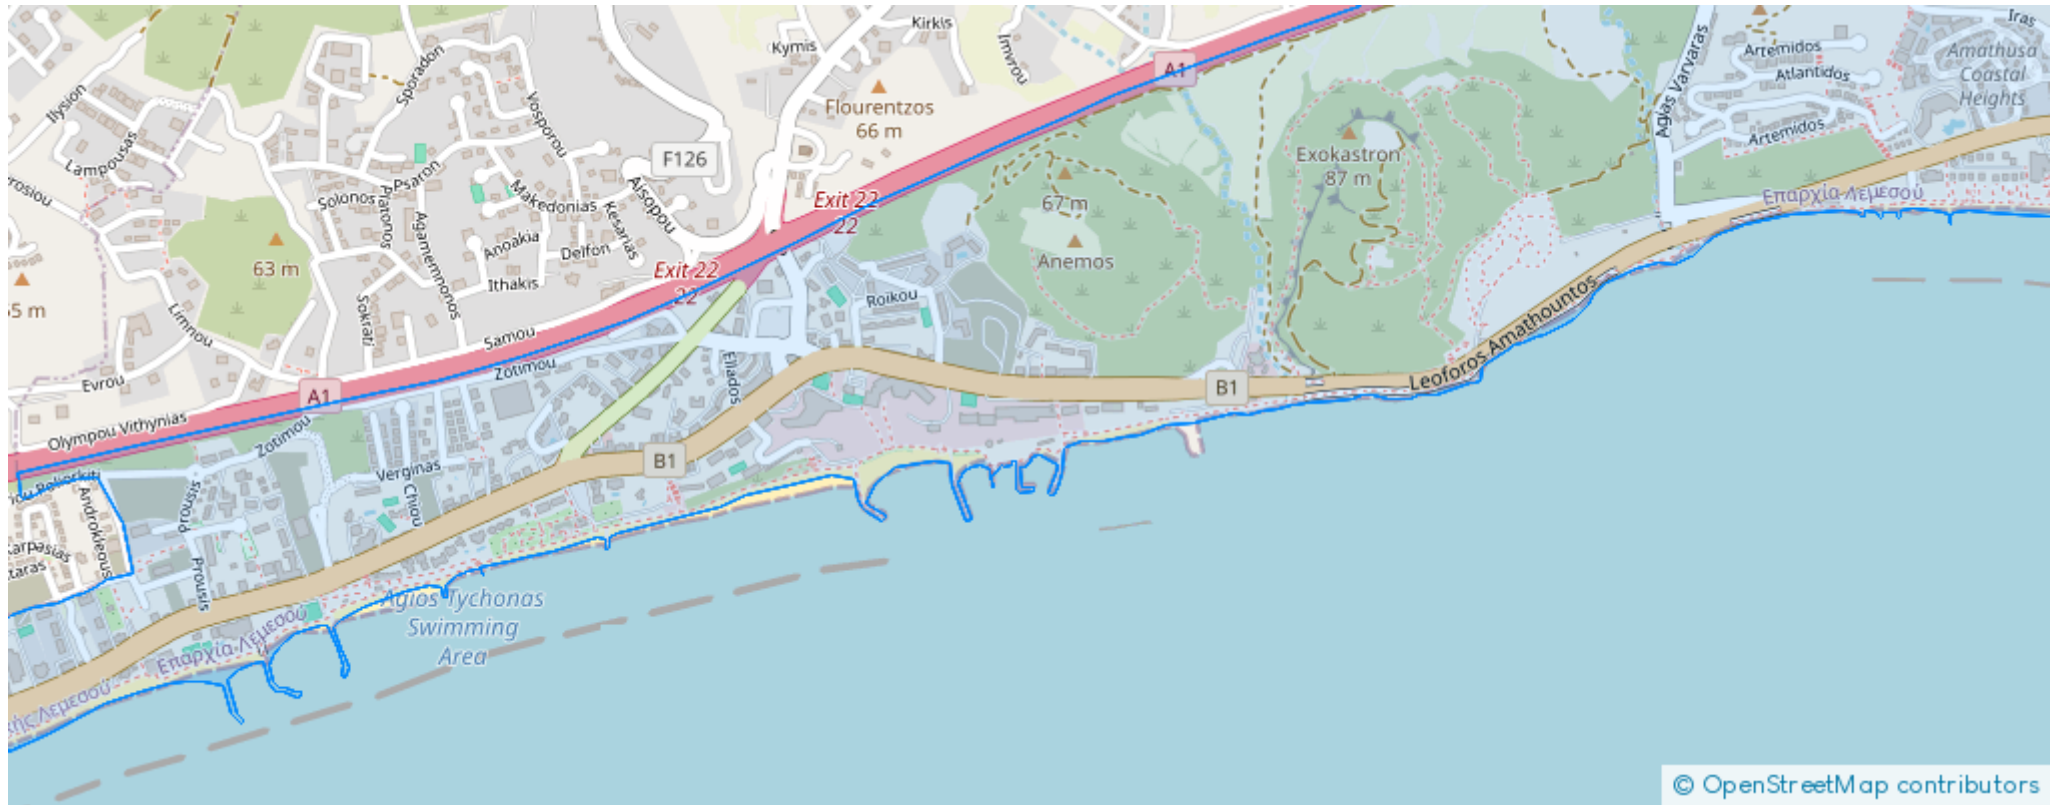 Kirkis
Iras
Kymis
Imvrou
Artemidos
Amathusa
Coastal
Heights
Sporadon
A1
Atlantidos
Agias Varvaras
Ilysion
Vosporou
Flourentzos
66 m
Artemidos
Lampousas
F126
Exokastron
87 m
Psaron
Aisopou
Makedonias
Solonos
Platonos
Exit 22
22
67 m
Επαρχία Λεμεσού
Kesarias
Agamemnonos
Anoakia
Delfon
63 m
Exit 22
22
Anemos
Ithakis
Roikou
Sokrati
Limnou
Samou
Leoforos Amathountos
Zotimou
Ellados
Evrou
A1
B1
Olympou Vithynias
Zotimou
B1
Verginas
Chiou
Androkleous
Prousis
Karpasias
Prousis
Agios Tychonas
Swimming
Area
Επαρχία Λεμεσού
© OpenStreetMap contributors